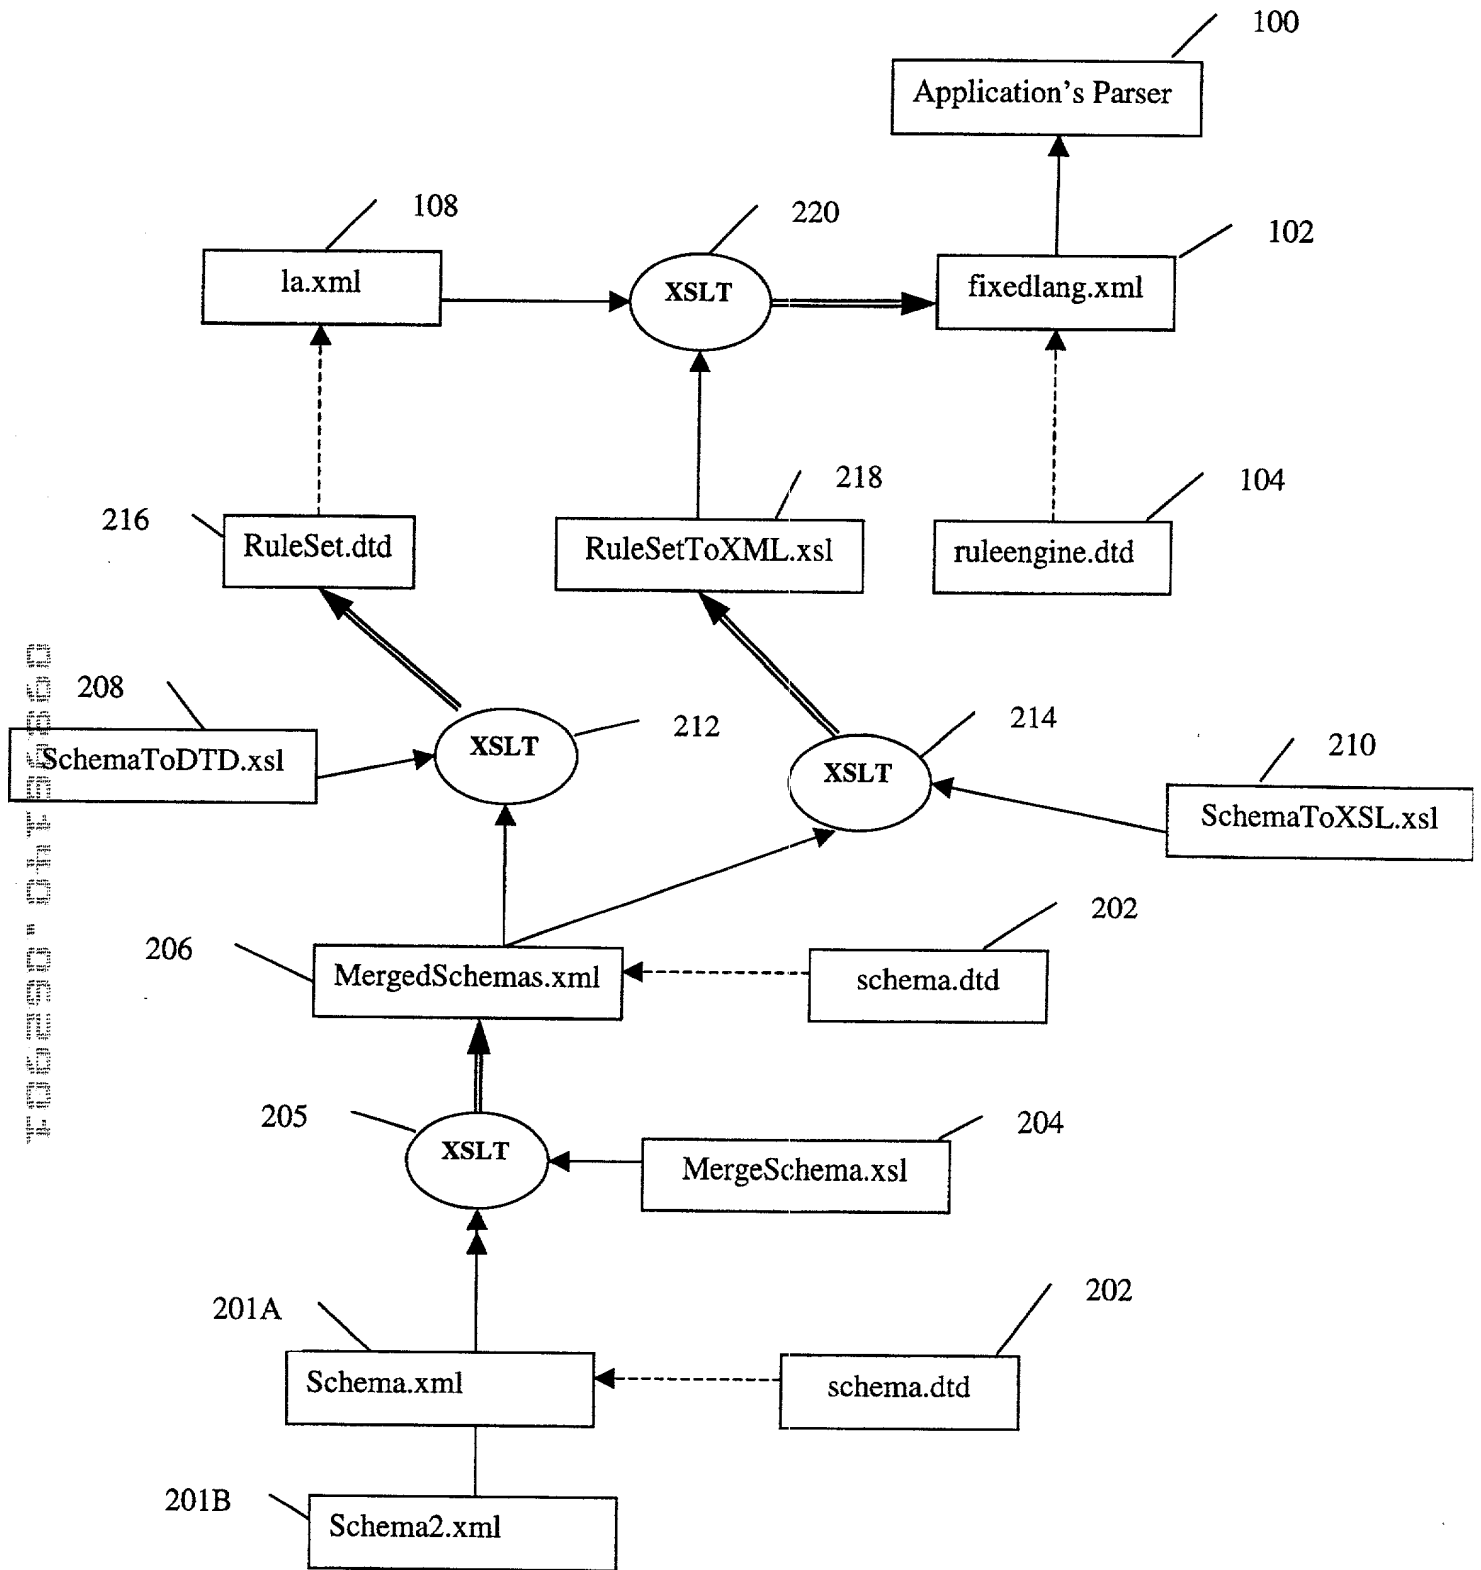 100
Application's Parser
108
220
102
la.xml
XSLT
fixedlang.xml
216
218
104
RuleSet.dtd
RuleSetToXML.xsl
ruleengine.dtd
208
212
214
210
SchemaToDTD.xsl
XSLT
XSLT
SchemaToXSL.xsl
206
202
MergedSchemas.xml
schema.dtd
205
204
XSLT
MergeSchema.xsl
201A
202
Schema.xml
schema.dtd
201B
Schema2.xml